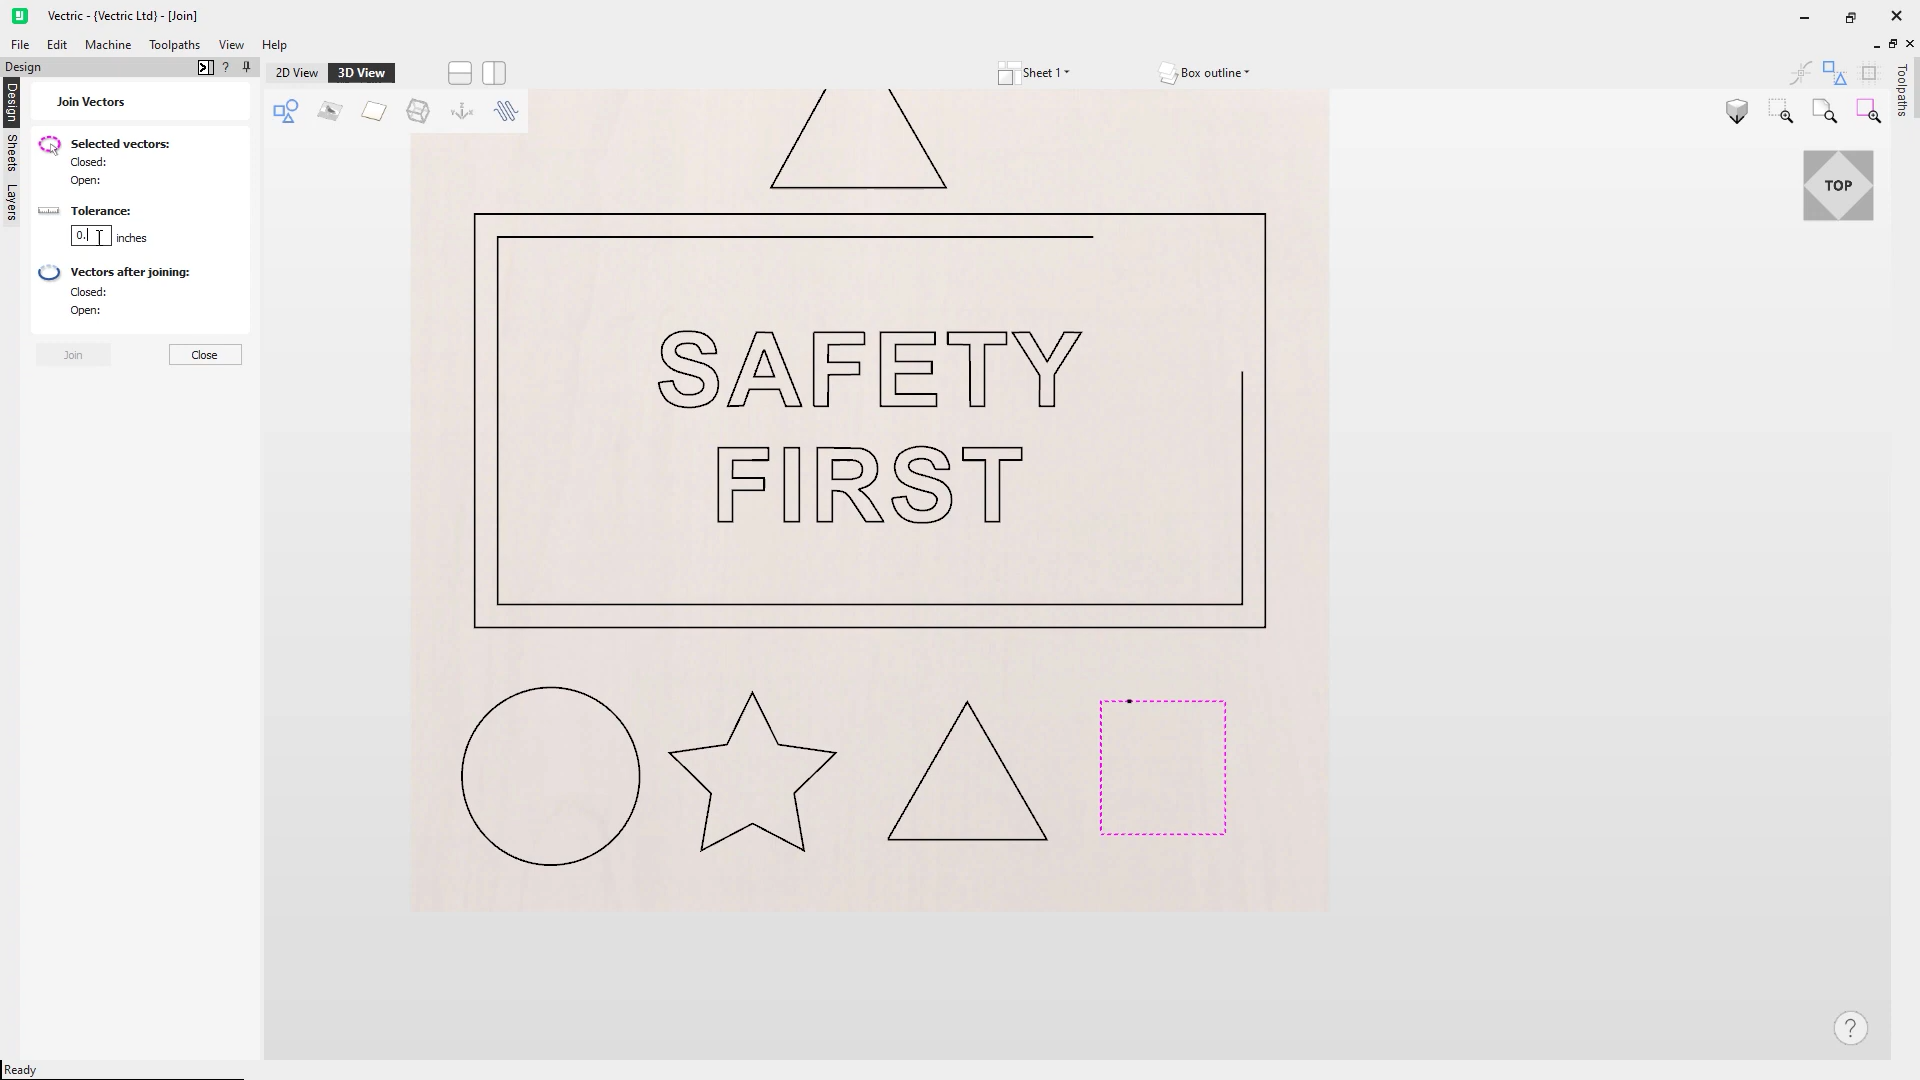 Vectric - {Vectric Ltd} - [Join]
File Edit Machine Toolpaths View Help
Design ?
2D View 3D View Sheet 1 Box outline
Design
Sheets
Layers
Toolpaths
Join Vectors
Selected vectors:
Closed:
Open:
Tolerance:
0. inches
Vectors after joining:
Closed:
Open:
Join Close
TOP
SAFETY
FIRST
?
Ready